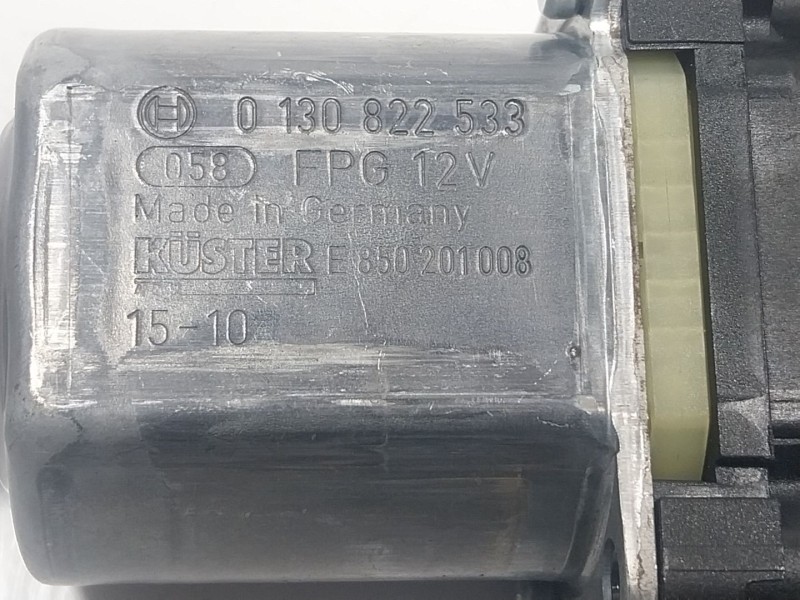 0 130 822 533
058 FPG 12V
Made in Germany
KÜSTER E 850 201 008
15-10